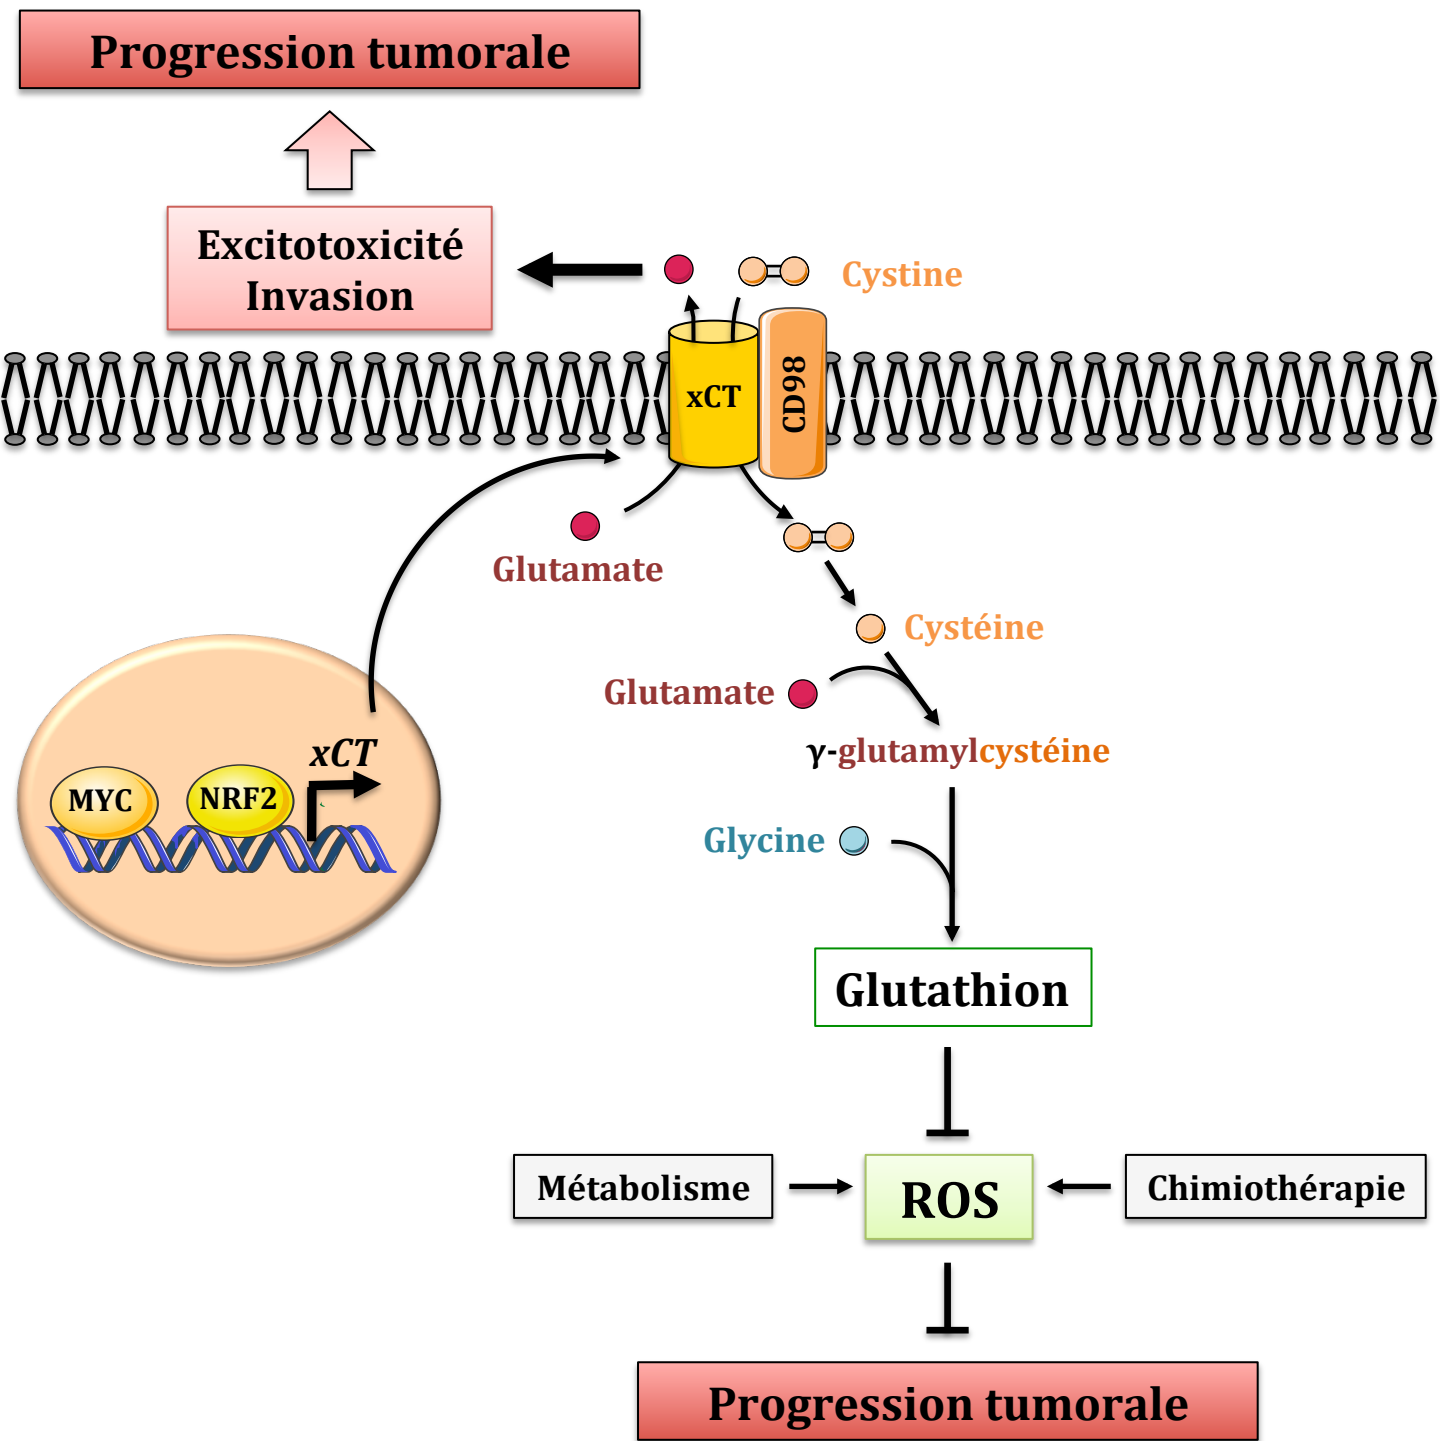 Progression tumorale
Excitotoxicité
Invasion
Cystine
xCT
CD98
Glutamate
Cystéine
Glutamate
γ-glutamylcystéine
xCT
MYC
NRF2
Glycine
Glutathion
Métabolisme
ROS
Chimiothérapie
Progression tumorale